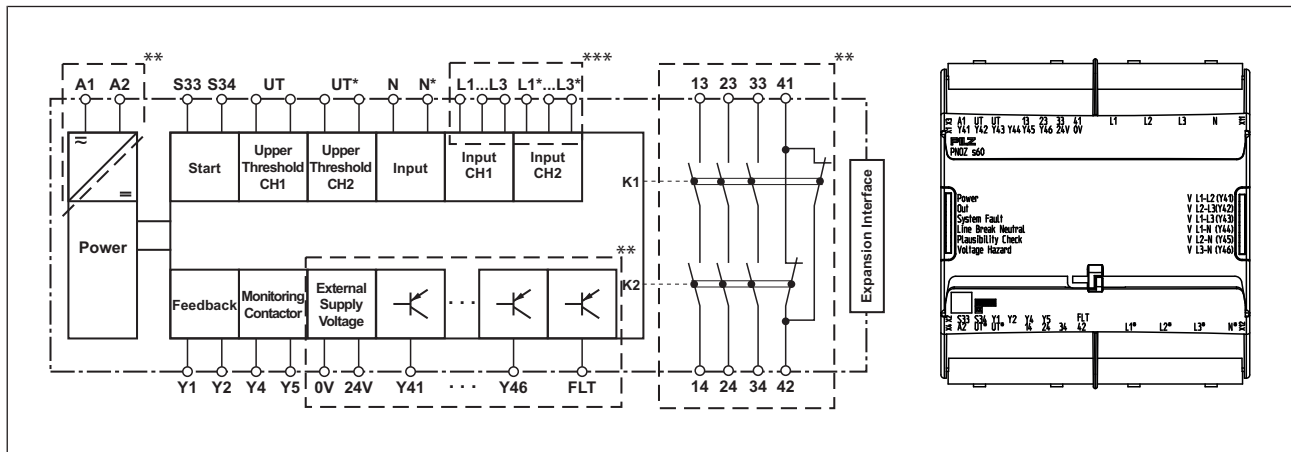 ** *** **
A1 A2 S33 S34 UT UT* N N* L1...L3 L1*...L3* 13 23 33 41
≂
=
Start
Upper
Threshold
CH1
Upper
Threshold
CH2
Input
Input
CH1
Input
CH2
K1
Power
Expansion Interface
**
K2
Feedback
Monitoring
Contactor
External
Supply
Voltage
· · ·
Y1 Y2 Y4 Y5 0V 24V Y41 · · · Y46 FLT 14 24 34 42
X1 X3 A1 UT UT 13 23 33 41 L1 L2 L3 N X11
Y41 Y42 Y43 Y44 Y45 Y46 24V 0V
PILZ
PNOZ s60
Power V L1-L2 (Y41)
Out V L2-L3(Y42)
System Fault V L1-L3(Y43)
Line Break Neutral V L1-N (Y44)
Plausibility Check V L2-N (Y45)
Voltage Hazard V L3-N (Y46)
X4 X2 S33 S34 Y1 Y2 Y4 Y5 FLT
A2 UT* UT* 14 24 34 42 L1* L2* L3* N* X12